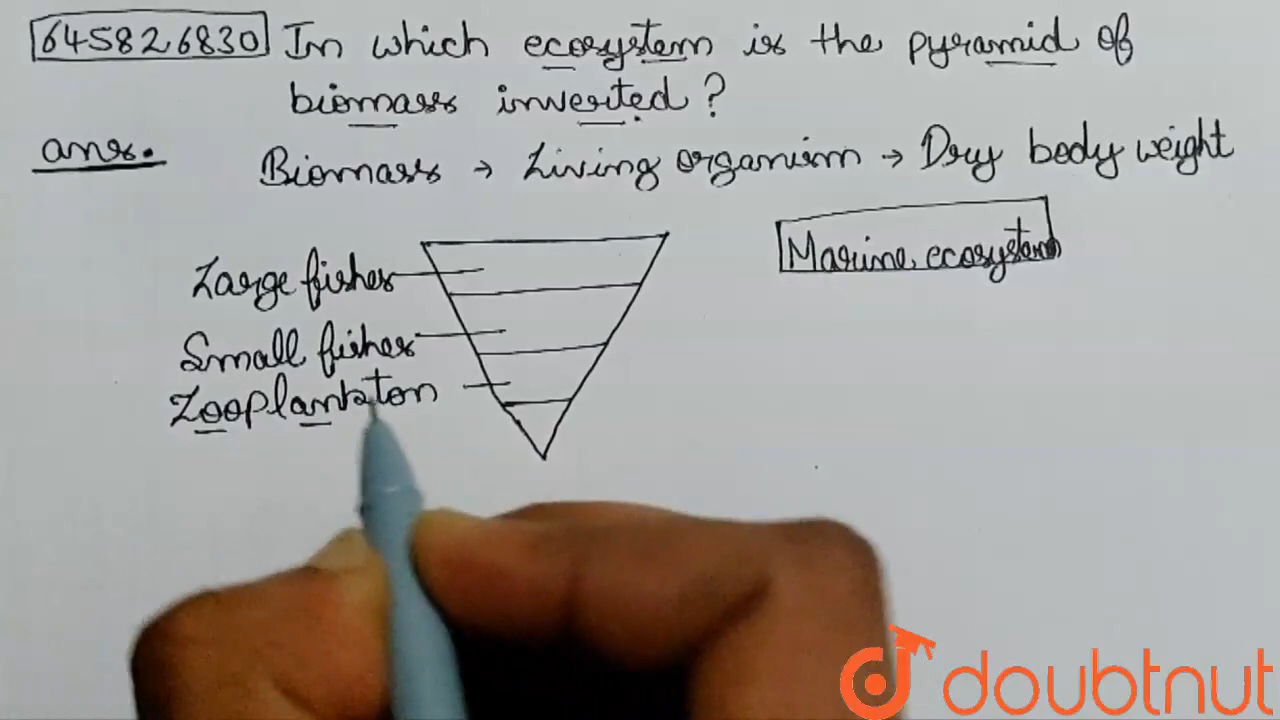 645826830 In which ecosystem is the pyramid of
biomass inverted?
ans.
Biomass → Living organism → Dry body weight
Marine ecosystem
Large fishes
Small fishes
Zooplankton
doubtnut